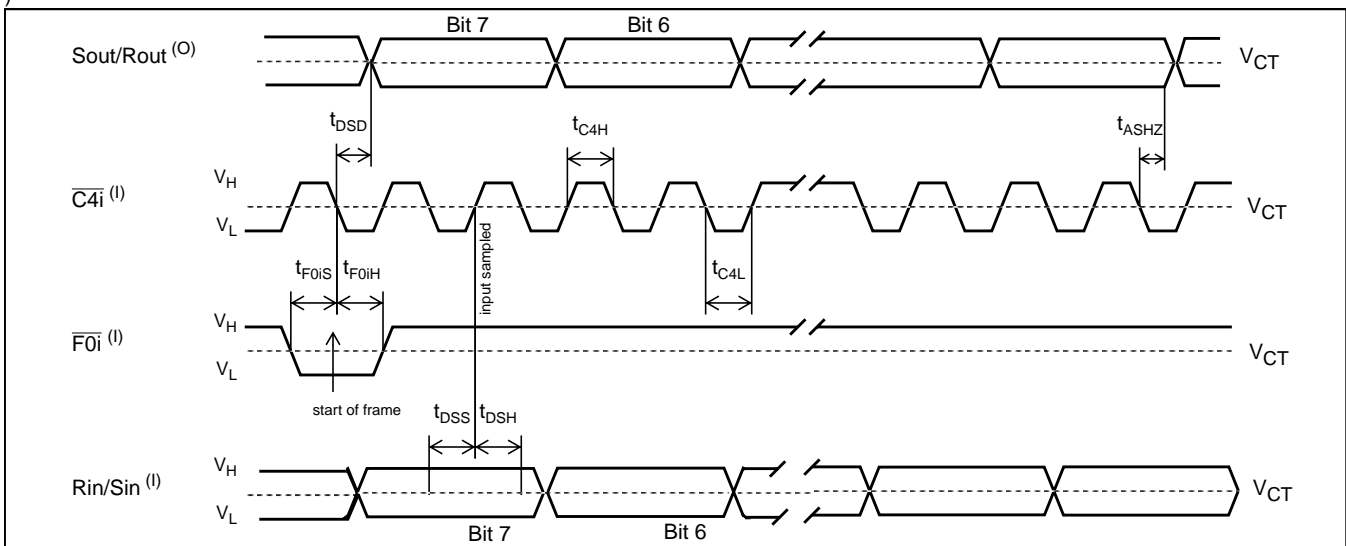 )
Bit 7 Bit 6
Sout/Rout (O) VCT
tDSD tC4H tASHZ
VH
C4i (I) VCT
VL
tF0iS tF0iH input sampled tC4L
VH
F0i (I) VCT
VL
start of frame
tDSS tDSH
VH
Rin/Sin (I) VCT
VL
Bit 7 Bit 6